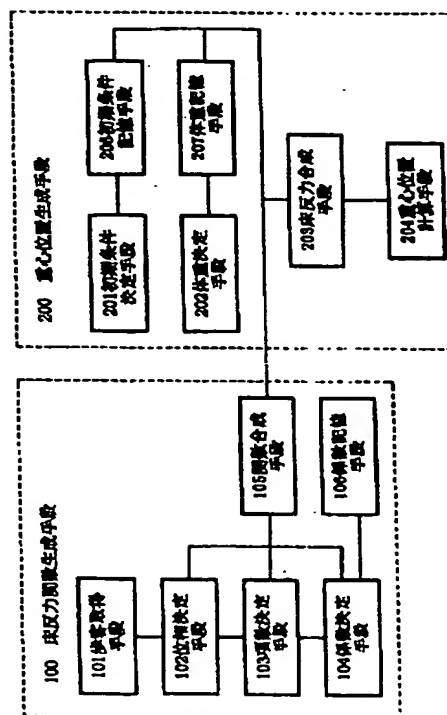 200 重心位置生成手段
206初期条件
記憶手段
207体重記憶
手段
201初期条件
決定手段
202体重決定
手段
203床反力合成
手段
204重心位置
計算手段
100 床反力関数生成手段
105関数合成
手段
106係数記憶
手段
101歩容取得
手段
102位相決定
手段
103項数決定
手段
104係数決定
手段